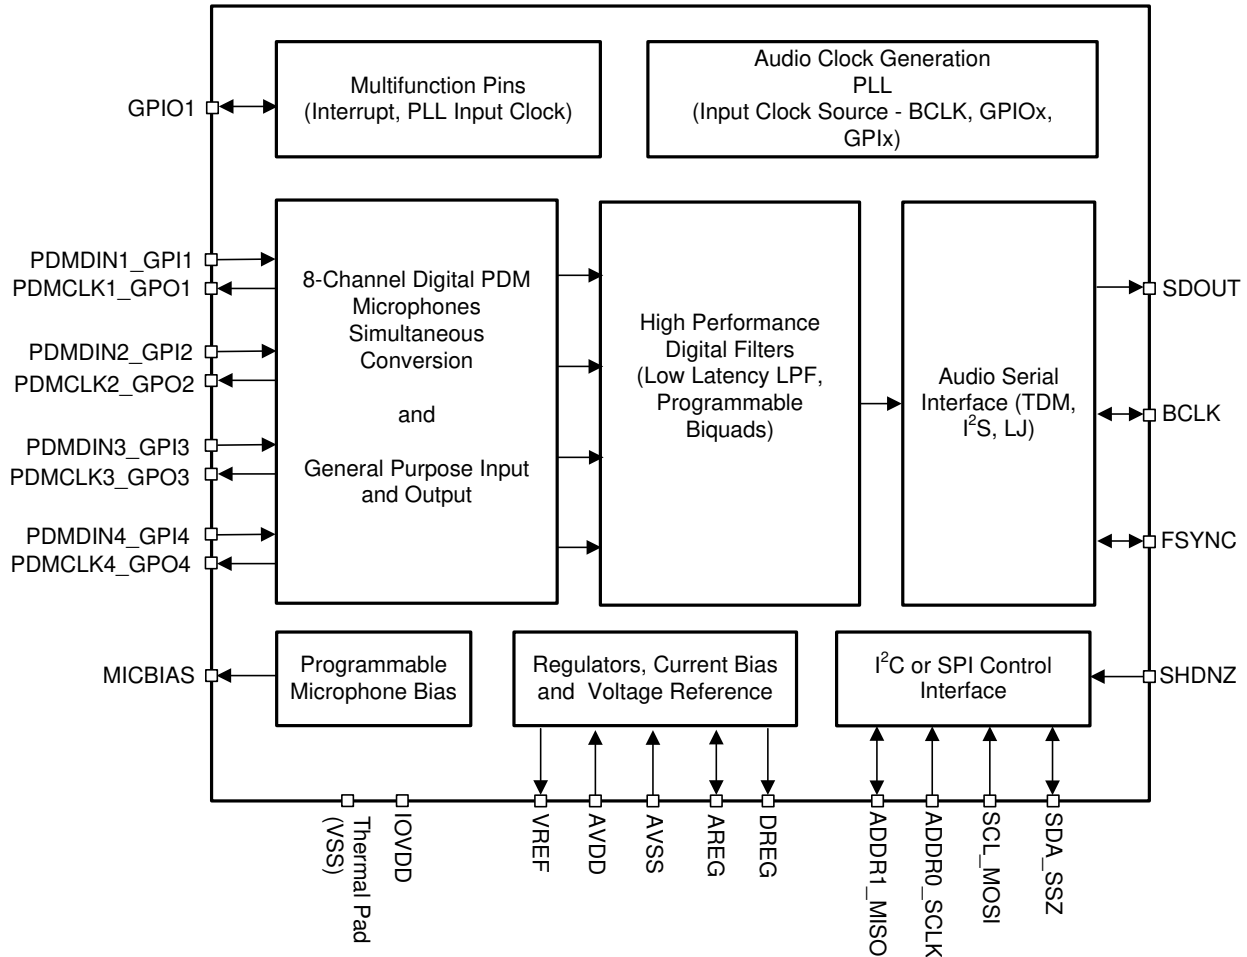 Multifunction Pins
(Interrupt, PLL Input Clock)
Audio Clock Generation
PLL
(Input Clock Source - BCLK, GPIOx,
GPIx)
GPIO1
PDMDIN1_GPI1
PDMCLK1_GPO1
PDMDIN2_GPI2
PDMCLK2_GPO2
PDMDIN3_GPI3
PDMCLK3_GPO3
PDMDIN4_GPI4
PDMCLK4_GPO4
MICBIAS
8-Channel Digital PDM
Microphones
Simultaneous
Conversion
and
General Purpose Input
and Output
High Performance
Digital Filters
(Low Latency LPF,
Programmable
Biquads)
Audio Serial
Interface (TDM,
I²S, LJ)
SDOUT
BCLK
FSYNC
SHDNZ
Programmable
Microphone Bias
Regulators, Current Bias
and Voltage Reference
I²C or SPI Control
Interface
Thermal Pad
(VSS)
IOVDD
VREF
AVDD
AVSS
AREG
DREG
ADDR1_MISO
ADDR0_SCLK
SCL_MOSI
SDA_SSZ